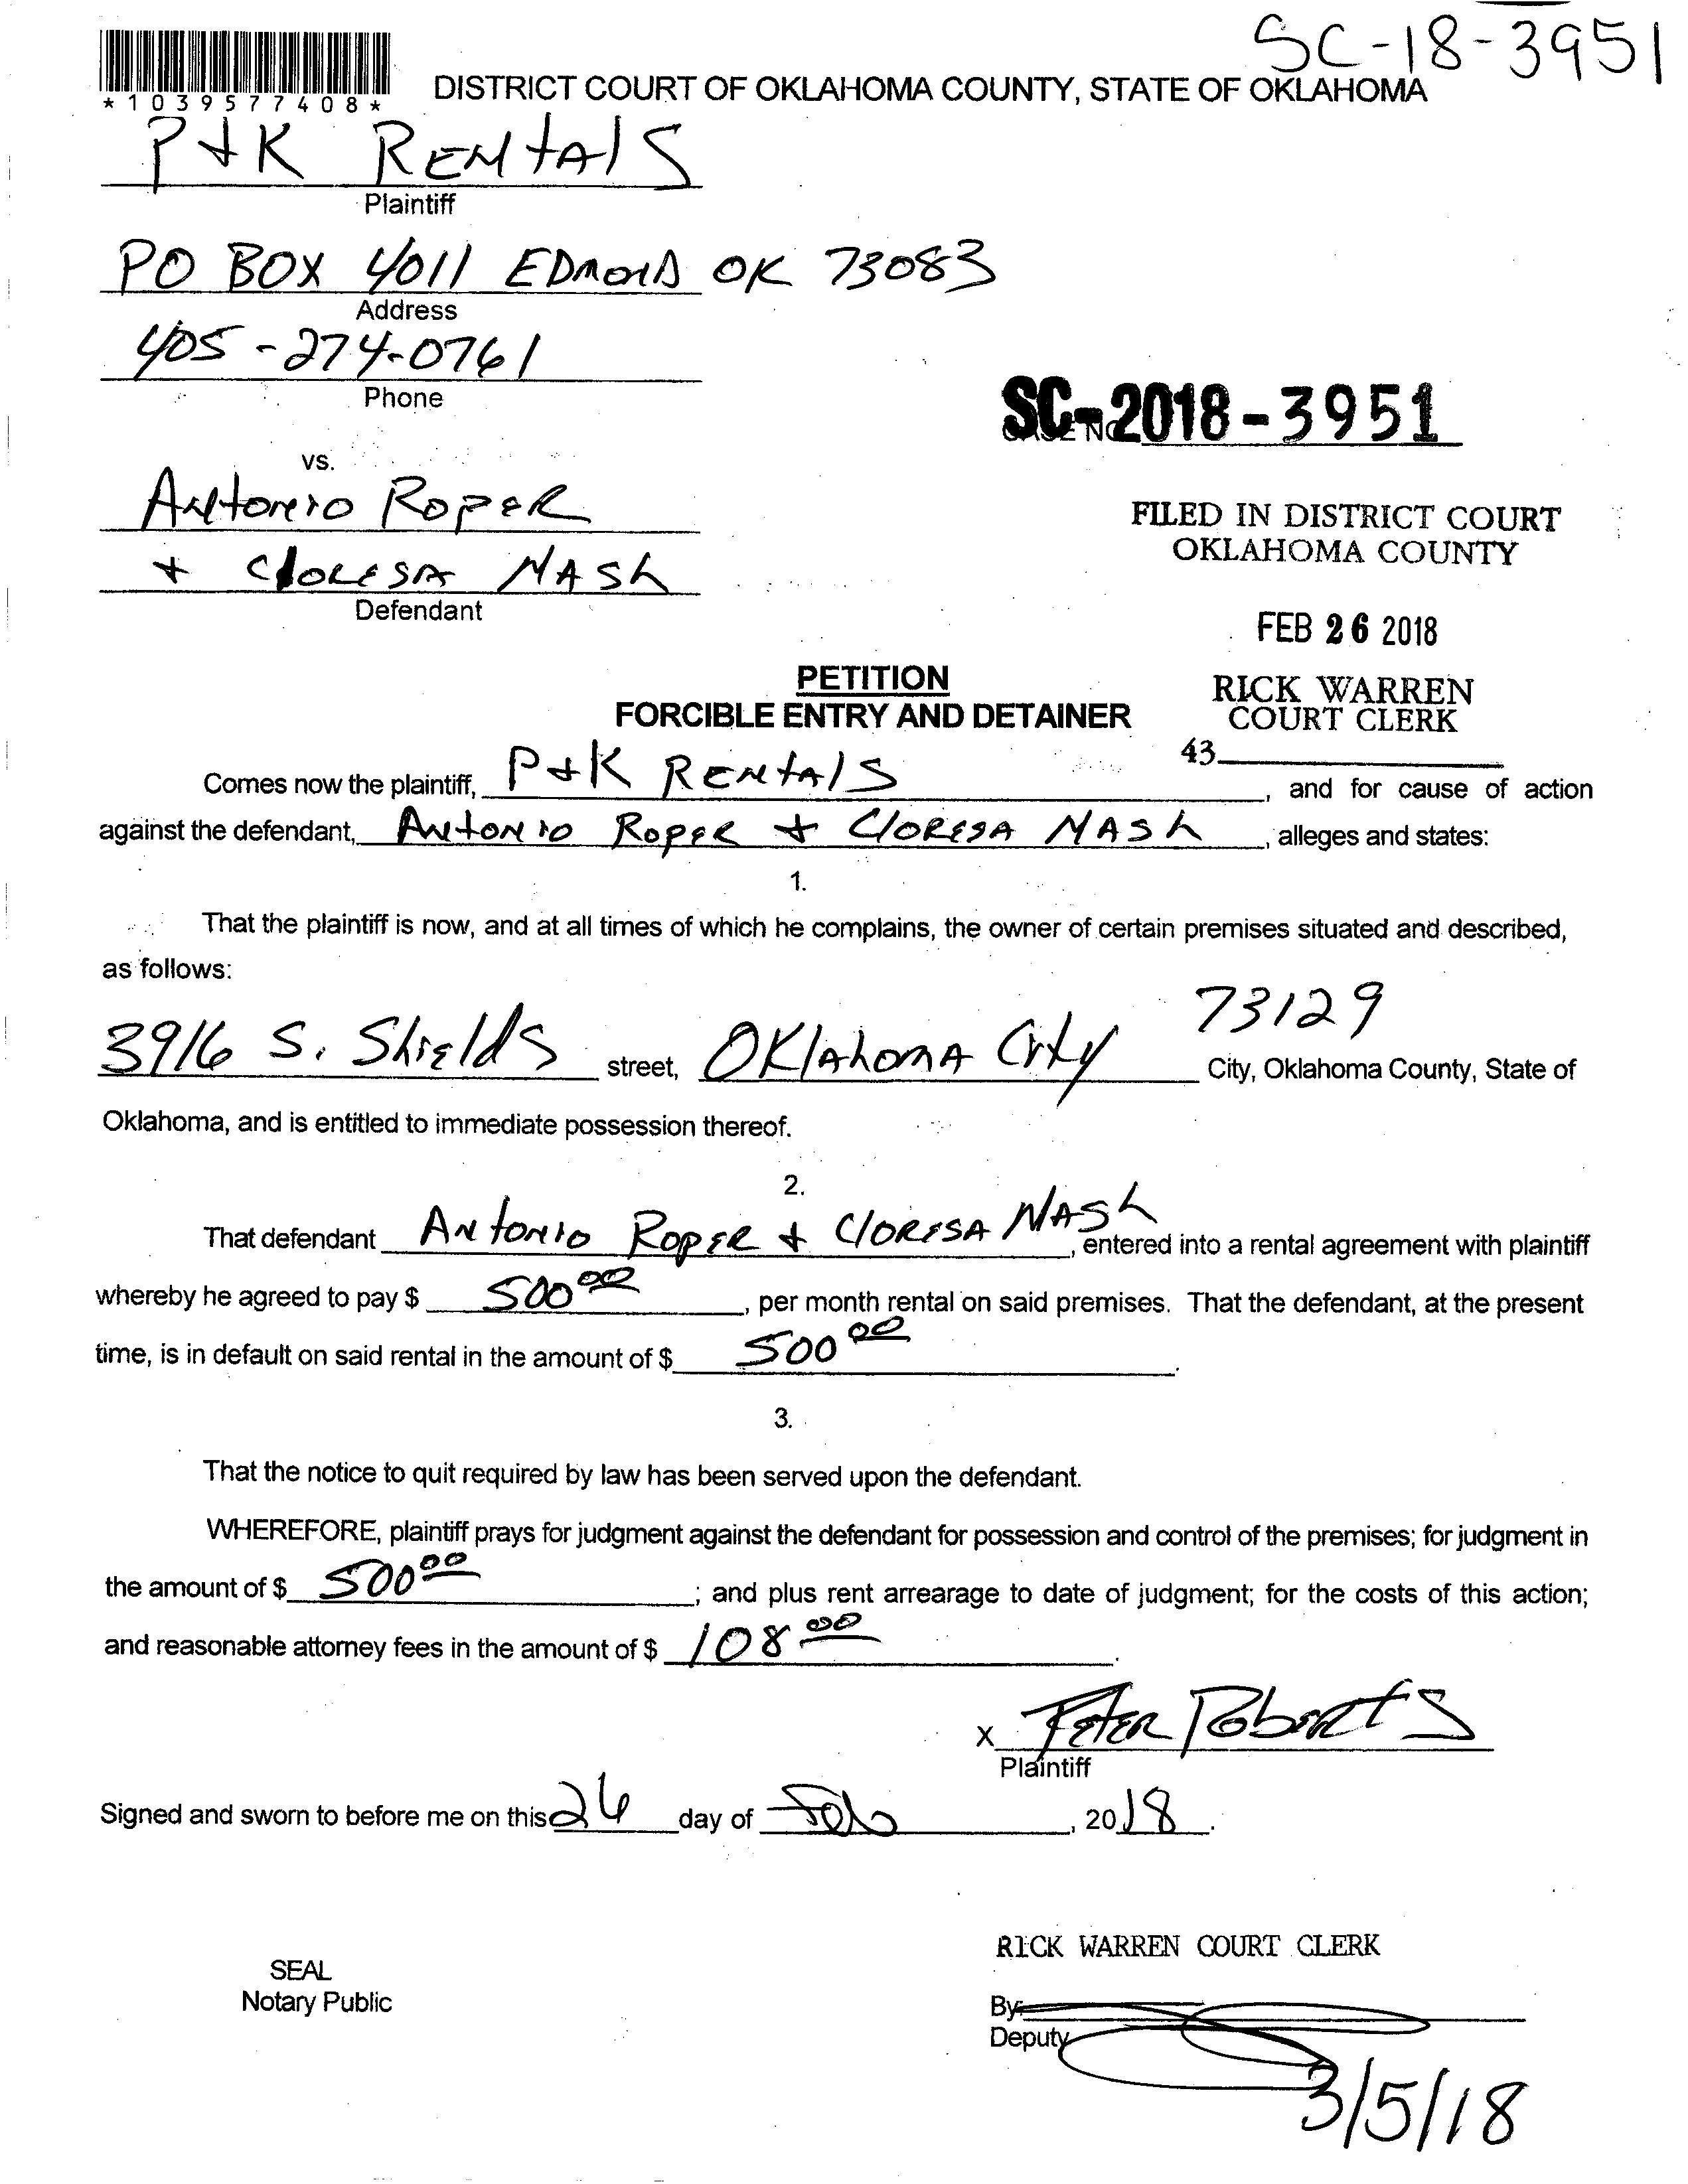 SC-18-3951
*1039577408*
DISTRICT COURT OF OKLAHOMA COUNTY, STATE OF OKLAHOMA
P+K RENTALS
Plaintiff
PO BOX 4011 EDMOND OK 73083
Address
405-274-0761
Phone
SC-2018-3951
CASE NO.
vs.
Antonio Roper
+ Cloresa Nash
Defendant
FILED IN DISTRICT COURT
OKLAHOMA COUNTY
FEB 26 2018
RICK WARREN
COURT CLERK
43
PETITION
FORCIBLE ENTRY AND DETAINER
Comes now the plaintiff, P+K RENTALS, and for cause of action
against the defendant, Antonio Roper + Cloresa Nash, alleges and states:
1.
That the plaintiff is now, and at all times of which he complains, the owner of certain premises situated and described,
as follows:
3916 S. Shields street, Oklahoma City 73129 City, Oklahoma County, State of
Oklahoma, and is entitled to immediate possession thereof.
2.
That defendant Antonio Roper + Cloresa Nash, entered into a rental agreement with plaintiff
whereby he agreed to pay $ 500 00, per month rental on said premises. That the defendant, at the present
time, is in default on said rental in the amount of $ 500 00.
3.
That the notice to quit required by law has been served upon the defendant.
WHEREFORE, plaintiff prays for judgment against the defendant for possession and control of the premises; for judgment in
the amount of $ 500 00; and plus rent arrearage to date of judgment; for the costs of this action;
and reasonable attorney fees in the amount of $ 108 00.
X Peter Roberts
Plaintiff
Signed and sworn to before me on this 26 day of Feb, 2018.
SEAL
Notary Public
RICK WARREN COURT CLERK
By:
Deputy
3/5/18